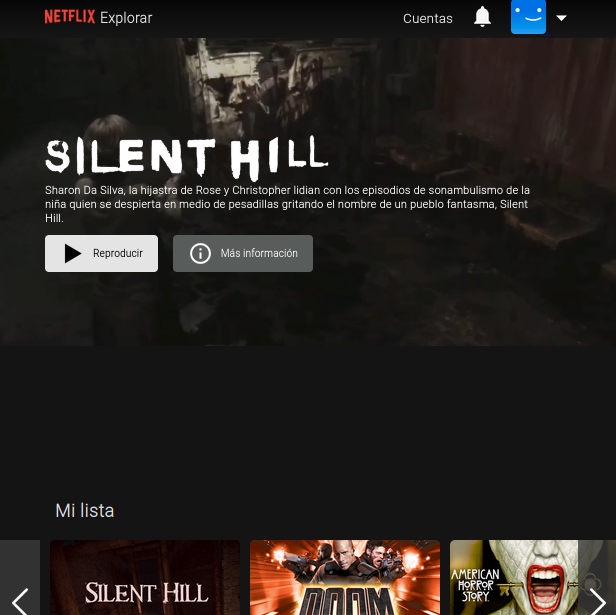 NETFLIX Explorar
Cuentas
SILENT HILL
Sharon Da Silva, la hijastra de Rose y Christopher lidian con los episodios de sonambulismo de la
niña quien se despierta en medio de pesadillas gritando el nombre de un pueblo fantasma, Silent
Hill.
Reproducir
Más información
Mi lista
SILENT HILL
DOOM
AMERICAN
HORROR
STORY